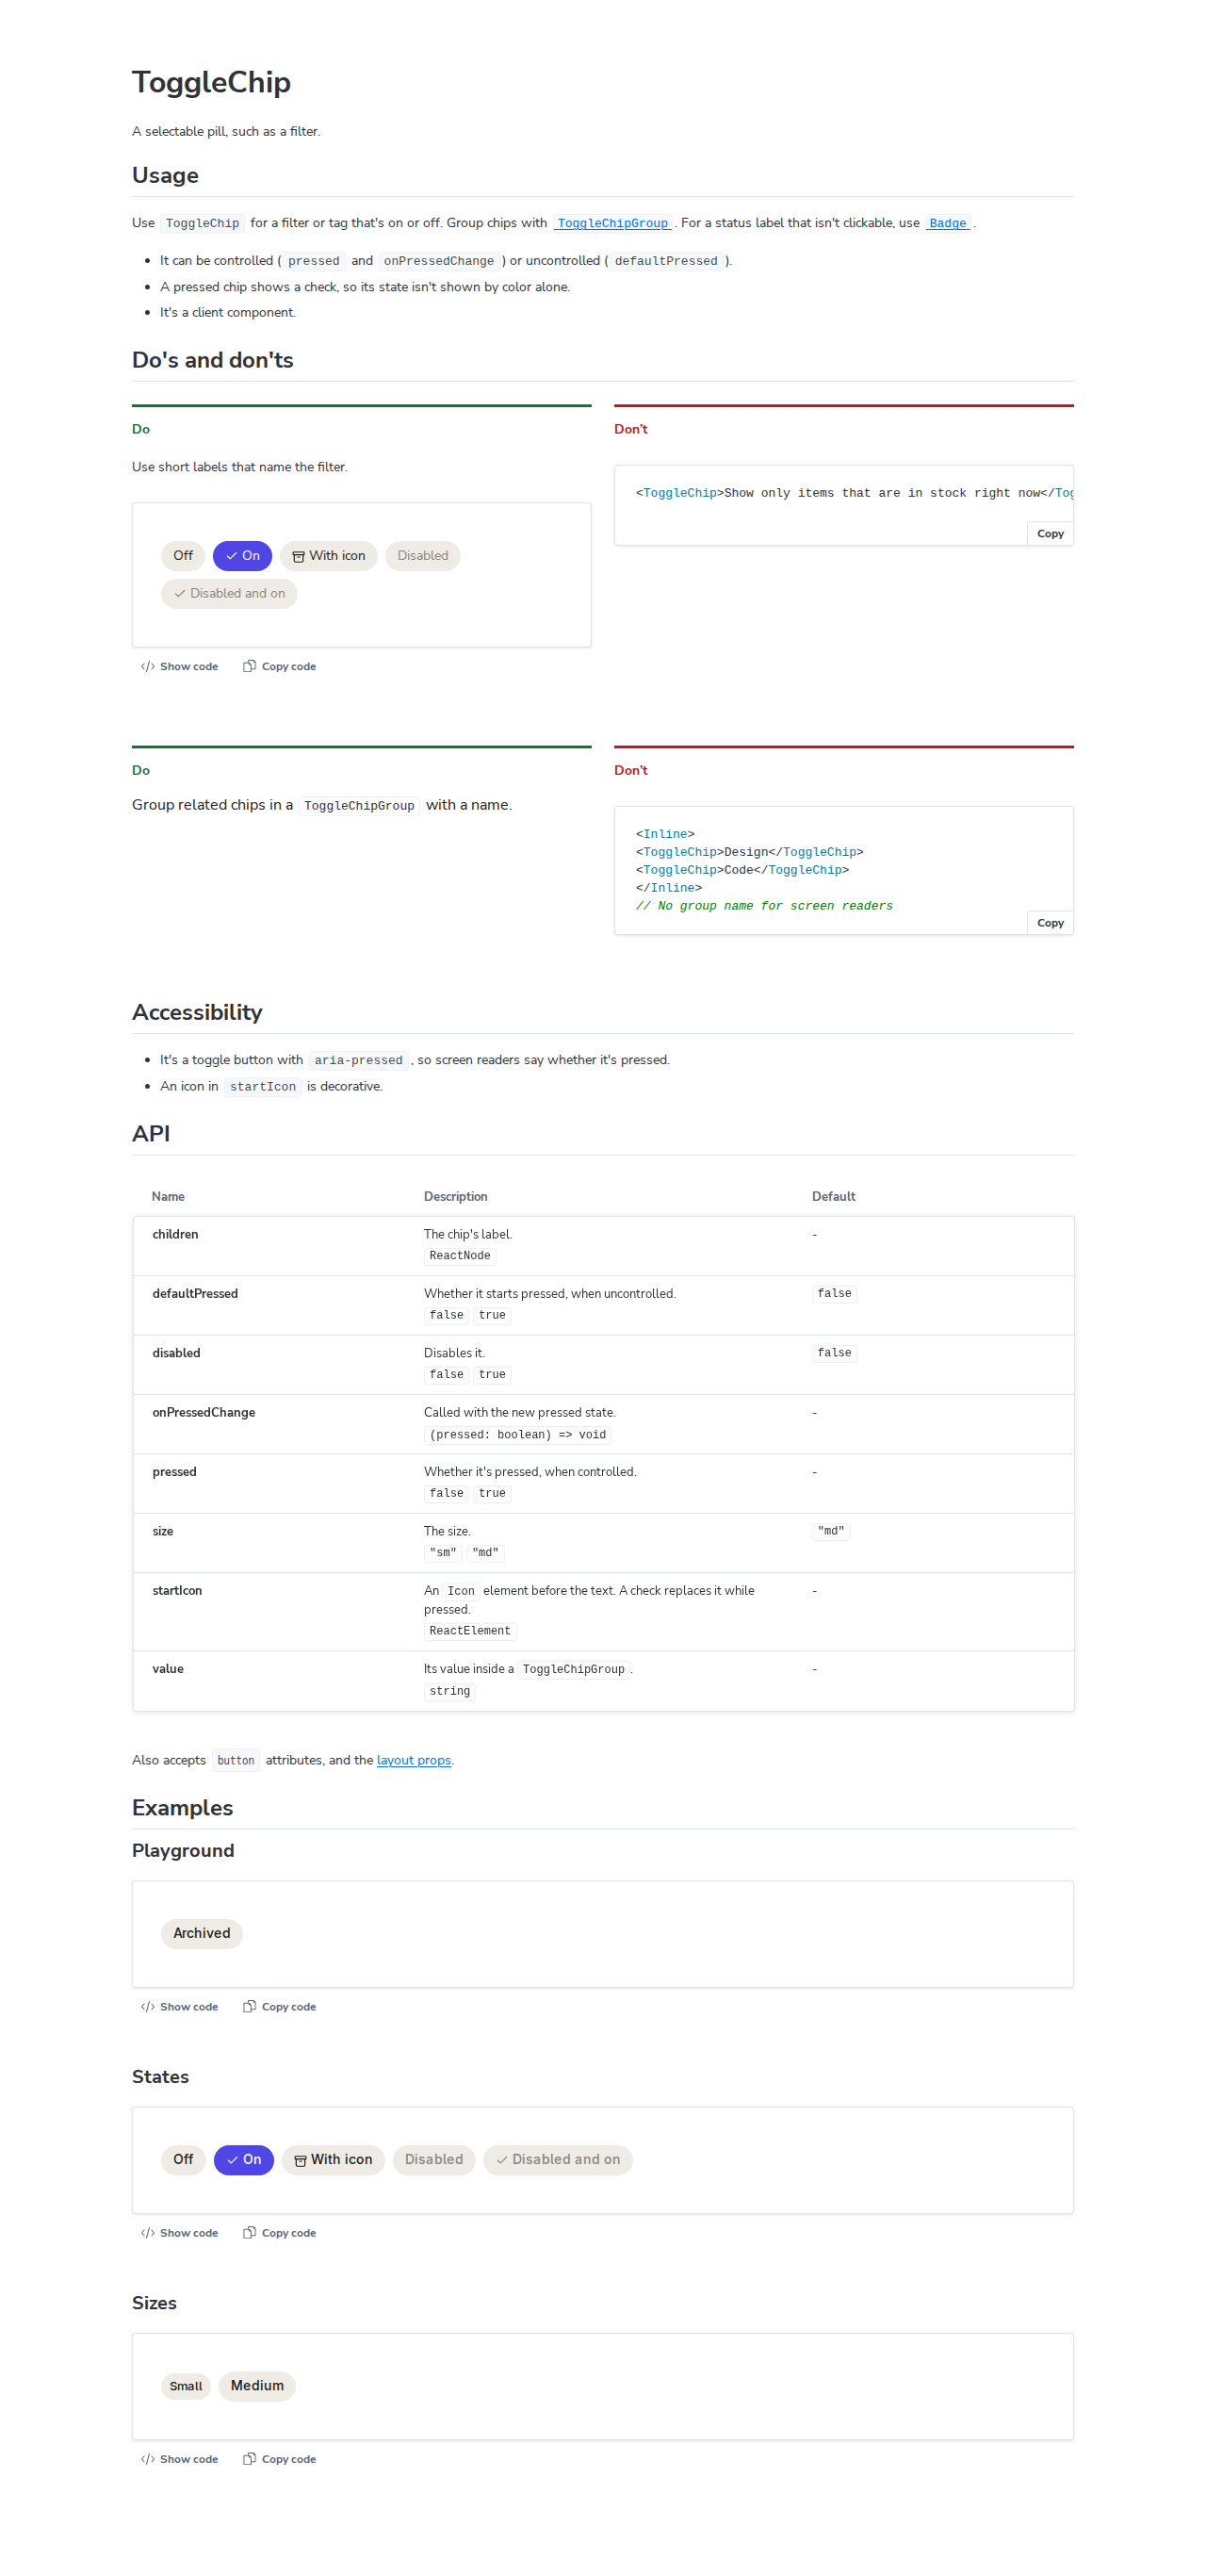 ToggleChip
A selectable pill, such as a filter.
Usage
Use ToggleChip for a filter or tag that's on or off. Group chips with ToggleChipGroup. For a status label that isn't clickable, use Badge.
It can be controlled (pressed and onPressedChange) or uncontrolled (defaultPressed).
A pressed chip shows a check, so its state isn't shown by color alone.
It's a client component.
Do's and don'ts
Do
Use short labels that name the filter.
Off On With icon Disabled
Disabled and on
Show code Copy code
Don't
<ToggleChip>Show only items that are in stock right now</Tog
Copy
Do
Group related chips in a ToggleChipGroup with a name.
Don't
<Inline>
<ToggleChip>Design</ToggleChip>
<ToggleChip>Code</ToggleChip>
</Inline>
// No group name for screen readers
Copy
Accessibility
It's a toggle button with aria-pressed, so screen readers say whether it's pressed.
An icon in startIcon is decorative.
API
Name Description Default
children The chip's label. -
ReactNode
defaultPressed Whether it starts pressed, when uncontrolled. false
false true
disabled Disables it. false
false true
onPressedChange Called with the new pressed state. -
(pressed: boolean) => void
pressed Whether it's pressed, when controlled. -
false true
size The size. "md"
"sm" "md"
startIcon An Icon element before the text. A check replaces it while -
pressed.
ReactElement
value Its value inside a ToggleChipGroup. -
string
Also accepts button attributes, and the layout props.
Examples
Playground
Archived
Show code Copy code
States
Off On With icon Disabled Disabled and on
Show code Copy code
Sizes
Small Medium
Show code Copy code